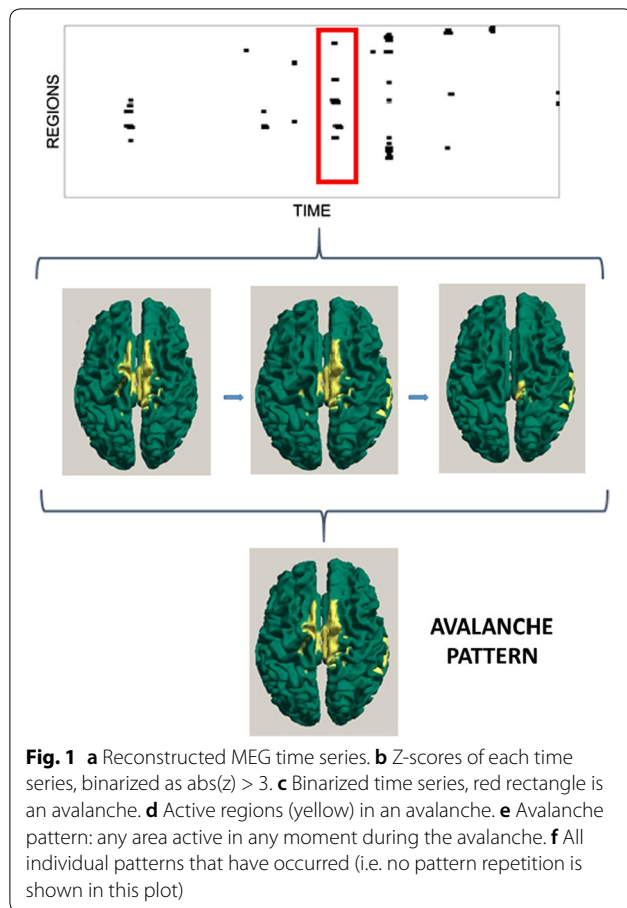 REGIONS
TIME
AVALANCHE
PATTERN
Fig. 1 a Reconstructed MEG time series. b Z-scores of each time
series, binarized as abs(z) > 3. c Binarized time series, red rectangle is
an avalanche. d Active regions (yellow) in an avalanche. e Avalanche
pattern: any area active in any moment during the avalanche. f All
individual patterns that have occurred (i.e. no pattern repetition is
shown in this plot)